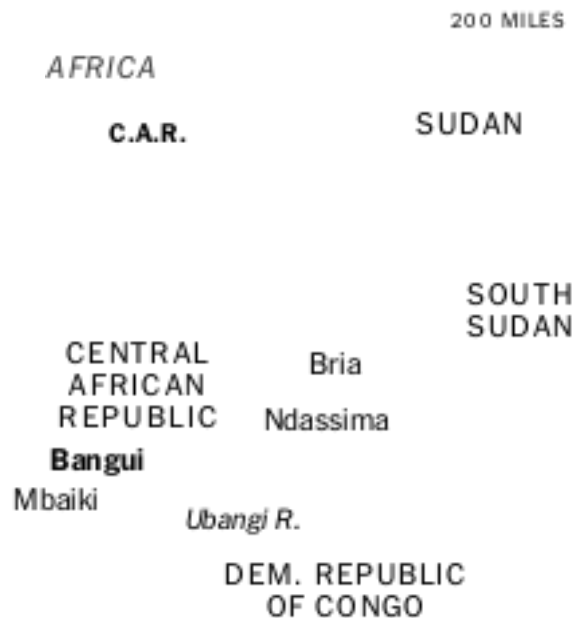 200 MILES
AFRICA
C.A.R.
SUDAN
SOUTH
SUDAN
CENTRAL
AFRICAN
REPUBLIC
Bria
Ndassima
Bangui
Mbaiki
Ubangi R.
DEM. REPUBLIC
OF CONGO